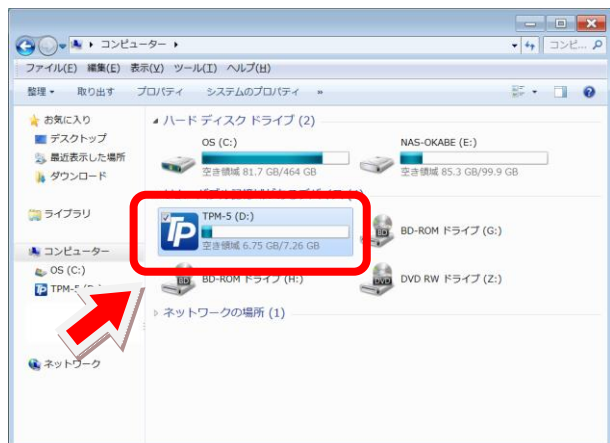 コンピューター
コンピ...
ファイル(F) 編集(E) 表示(V) ツール(T) ヘルプ(H)
整理 取り出す プロパティ システムのプロパティ »
お気に入り
デスクトップ
最近表示した場所
ダウンロード
ライブラリ
コンピューター
OS (C:)
TPM-5
ネットワーク
ハード ディスク ドライブ (2)
OS (C:)
空き領域 81.7 GB/464 GB
NAS-OKABE (E:)
空き領域 85.3 GB/99.9 GB
TP
TPM-5 (D:)
空き領域 6.75 GB/7.26 GB
BD
BD-ROM ドライブ (G:)
BD
BD-ROM ドライブ (H:)
DVD
DVD RW ドライブ (Z:)
ネットワークの場所 (1)